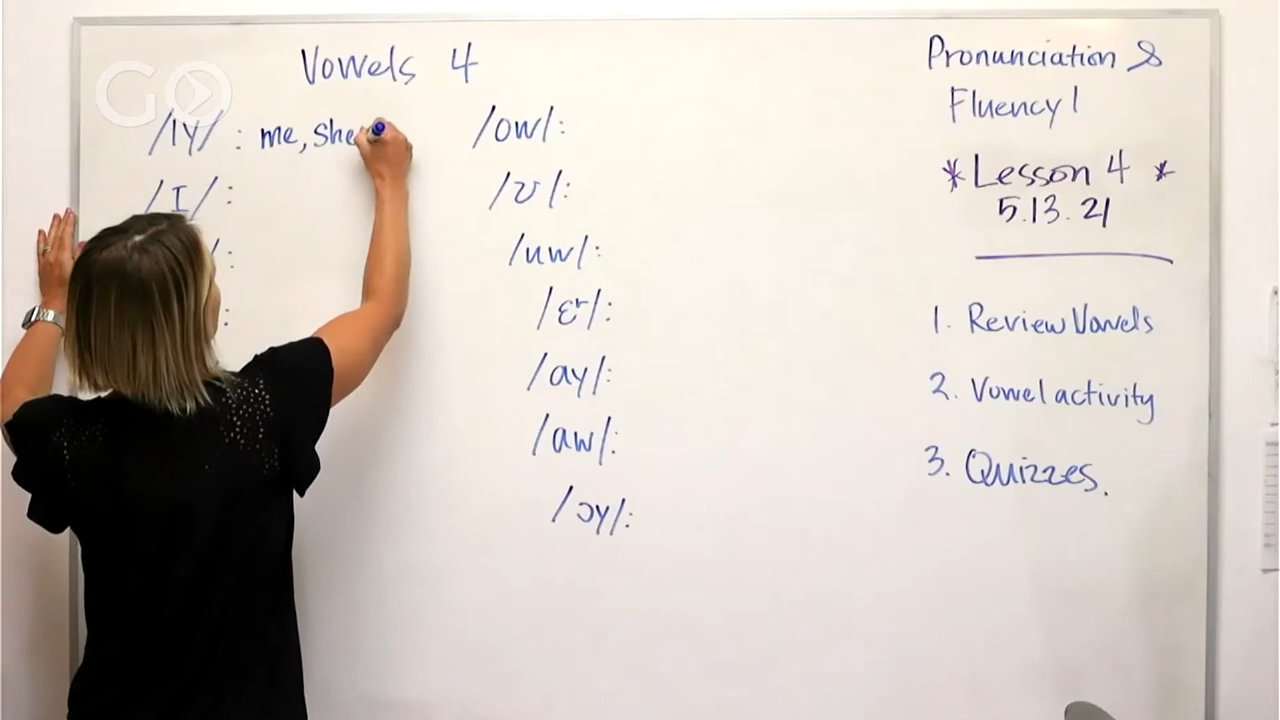 GO
Vowels 4
/IY/ : me, she
/I/ :
:
:
/ow/:
/ʊ/:
/uw/:
/ɛr/:
/ay/:
/aw/:
/ɔy/:
Pronunciation &
Fluency 1
* Lesson 4 *
5.13.21
1. Review Vowels
2. Vowel activity
3. Quizzes.